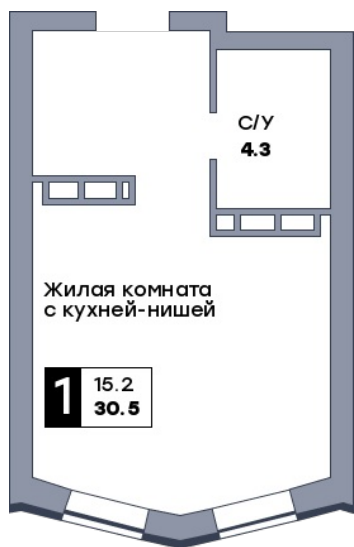 С/У
4.3
Жилая комната
с кухней-нишей
1
15.2
30.5